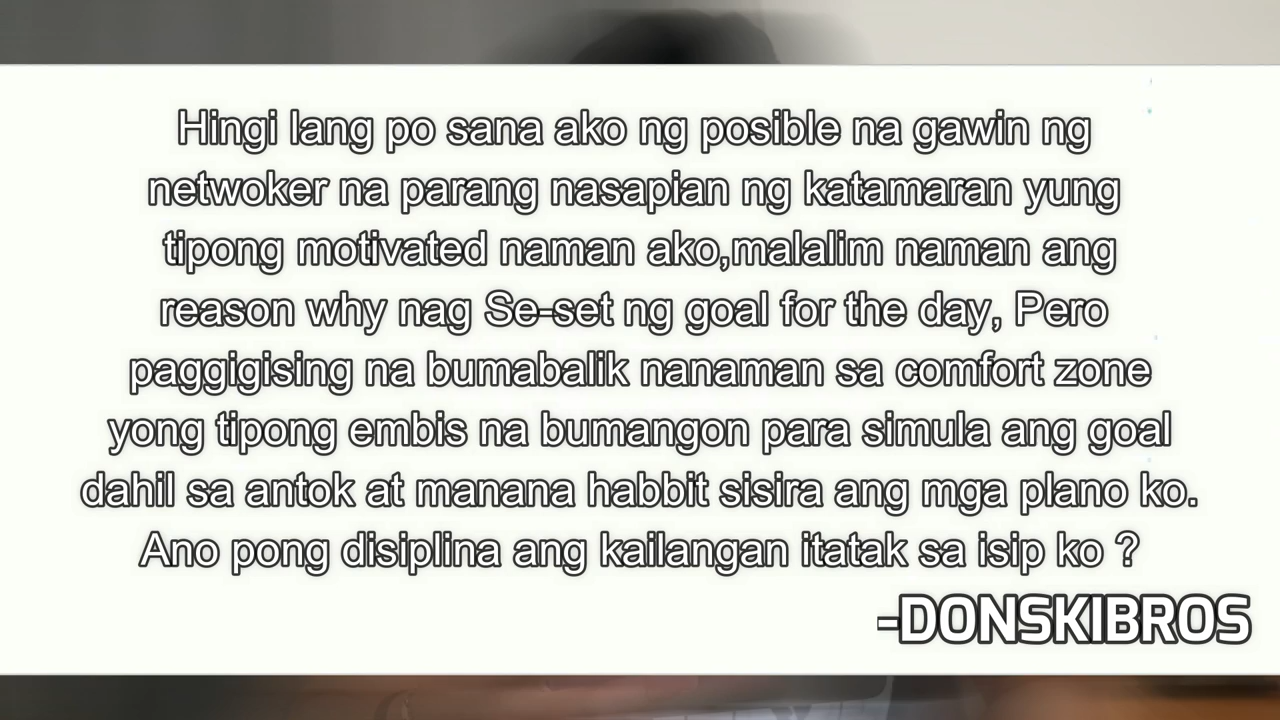 Hingi lang po sana ako ng posible na gawin ng
netwoker na parang nasapian ng katamaran yung
tipong motivated naman ako,malalim naman ang
reason why nag Se-set ng goal for the day, Pero
paggigising na bumabalik nanaman sa comfort zone
yong tipong embis na bumangon para simula ang goal
dahil sa antok at manana habbit sisira ang mga plano ko.
Ano pong disiplina ang kailangan itatak sa isip ko ?
-DONSKIBROS